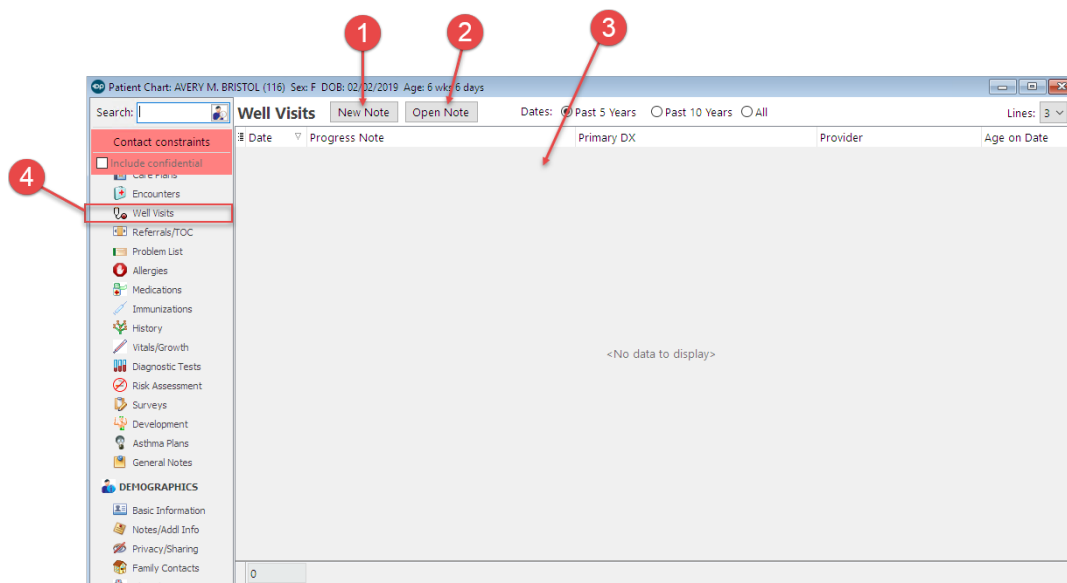 1
2
3
Patient Chart: AVERY M. BRISTOL (116) Sex: F DOB: 02/02/2019 Age: 6 wks 6 days
Search:
Well Visits New Note Open Note Dates: Past 5 Years Past 10 Years All Lines: 3
Contact constraints
Date Progress Note Primary DX Provider Age on Date
Include confidential
Care Plans
4
Encounters
Well Visits
Referrals/TOC
Problem List
Allergies
Medications
Immunizations
History
Vitals/Growth
<No data to display>
Diagnostic Tests
Risk Assessment
Surveys
Development
Asthma Plans
General Notes
DEMOGRAPHICS
Basic Information
Notes/Addl Info
Privacy/Sharing
Family Contacts
0